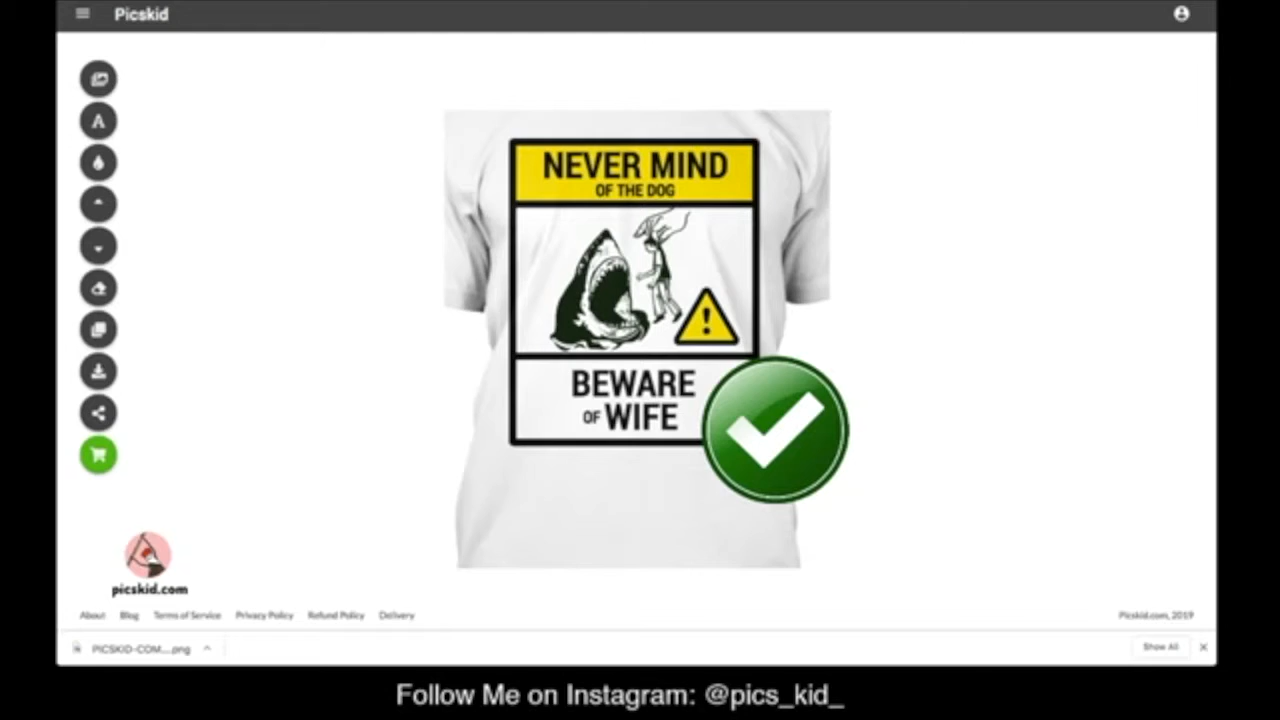 Picskid
A
NEVER MIND
OF THE DOG
!
BEWARE
OF WIFE
picskid.com
About Blog Terms of Service Privacy Policy Refund Policy Delivery
Picskid.com, 2019
PICSKID-COM....png
Show All
Follow Me on Instagram: @pics_kid_